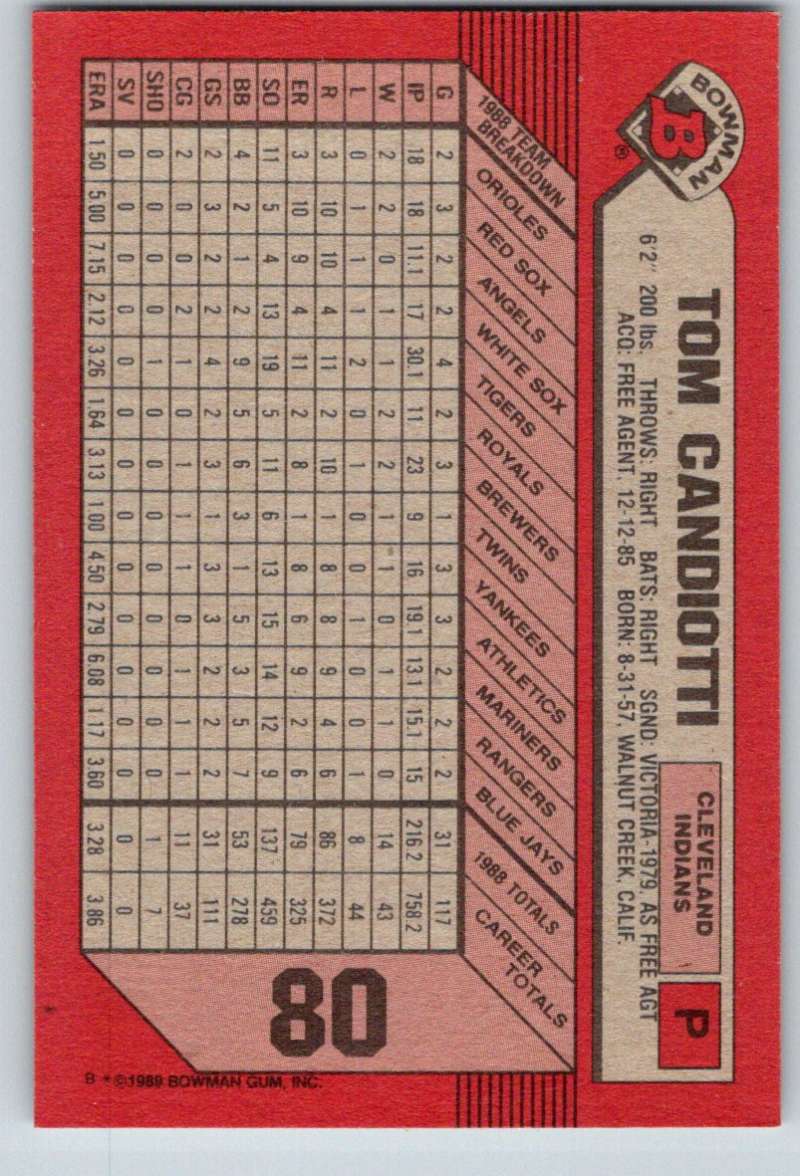 BOWMAN
B
®
TOM CANDIOTTI
CLEVELAND
INDIANS
P
6'2" 200 lbs. THROWS: RIGHT BATS: RIGHT SGND: VICTORIA-1979, AS FREE AGT
ACQ: FREE AGENT, 12-12-85 BORN: 8-31-57, WALNUT CREEK, CALIF.
1988 TEAM BREAKDOWN ORIOLES RED SOX ANGELS WHITE SOX TIGERS ROYALS BREWERS TWINS YANKEES ATHLETICS MARINERS RANGERS BLUE JAYS 1988 TOTALS CAREER TOTALS
G 2 3 2 2 4 2 3 1 3 3 2 2 2 31 117
IP 18 18 11.1 17 30.1 11 23 9 16 19.1 13.1 15.1 15 216.2 758.2
W 2 2 0 1 1 2 2 1 1 0 1 1 0 14 43
L 0 1 1 1 2 0 1 0 0 1 0 0 1 8 44
R 3 10 10 4 11 2 10 1 8 8 9 4 6 86 372
ER 3 10 9 4 11 2 8 1 8 6 9 2 6 79 325
SO 11 5 4 13 19 5 11 6 13 15 14 12 9 137 459
BB 4 2 1 2 9 5 6 3 1 5 3 5 7 53 278
GS 2 3 2 2 4 2 3 1 3 3 2 2 2 31 111
CG 2 0 0 2 1 0 1 1 1 0 1 1 1 11 37
SHO 0 0 0 0 1 0 0 0 0 0 0 0 0 1 7
SV 0 0 0 0 0 0 0 0 0 0 0 0 0 0 0
ERA 1.50 5.00 7.15 2.12 3.26 1.64 3.13 1.00 4.50 2.79 6.08 1.17 3.60 3.28 3.86
80
B *©1989 BOWMAN GUM, INC.